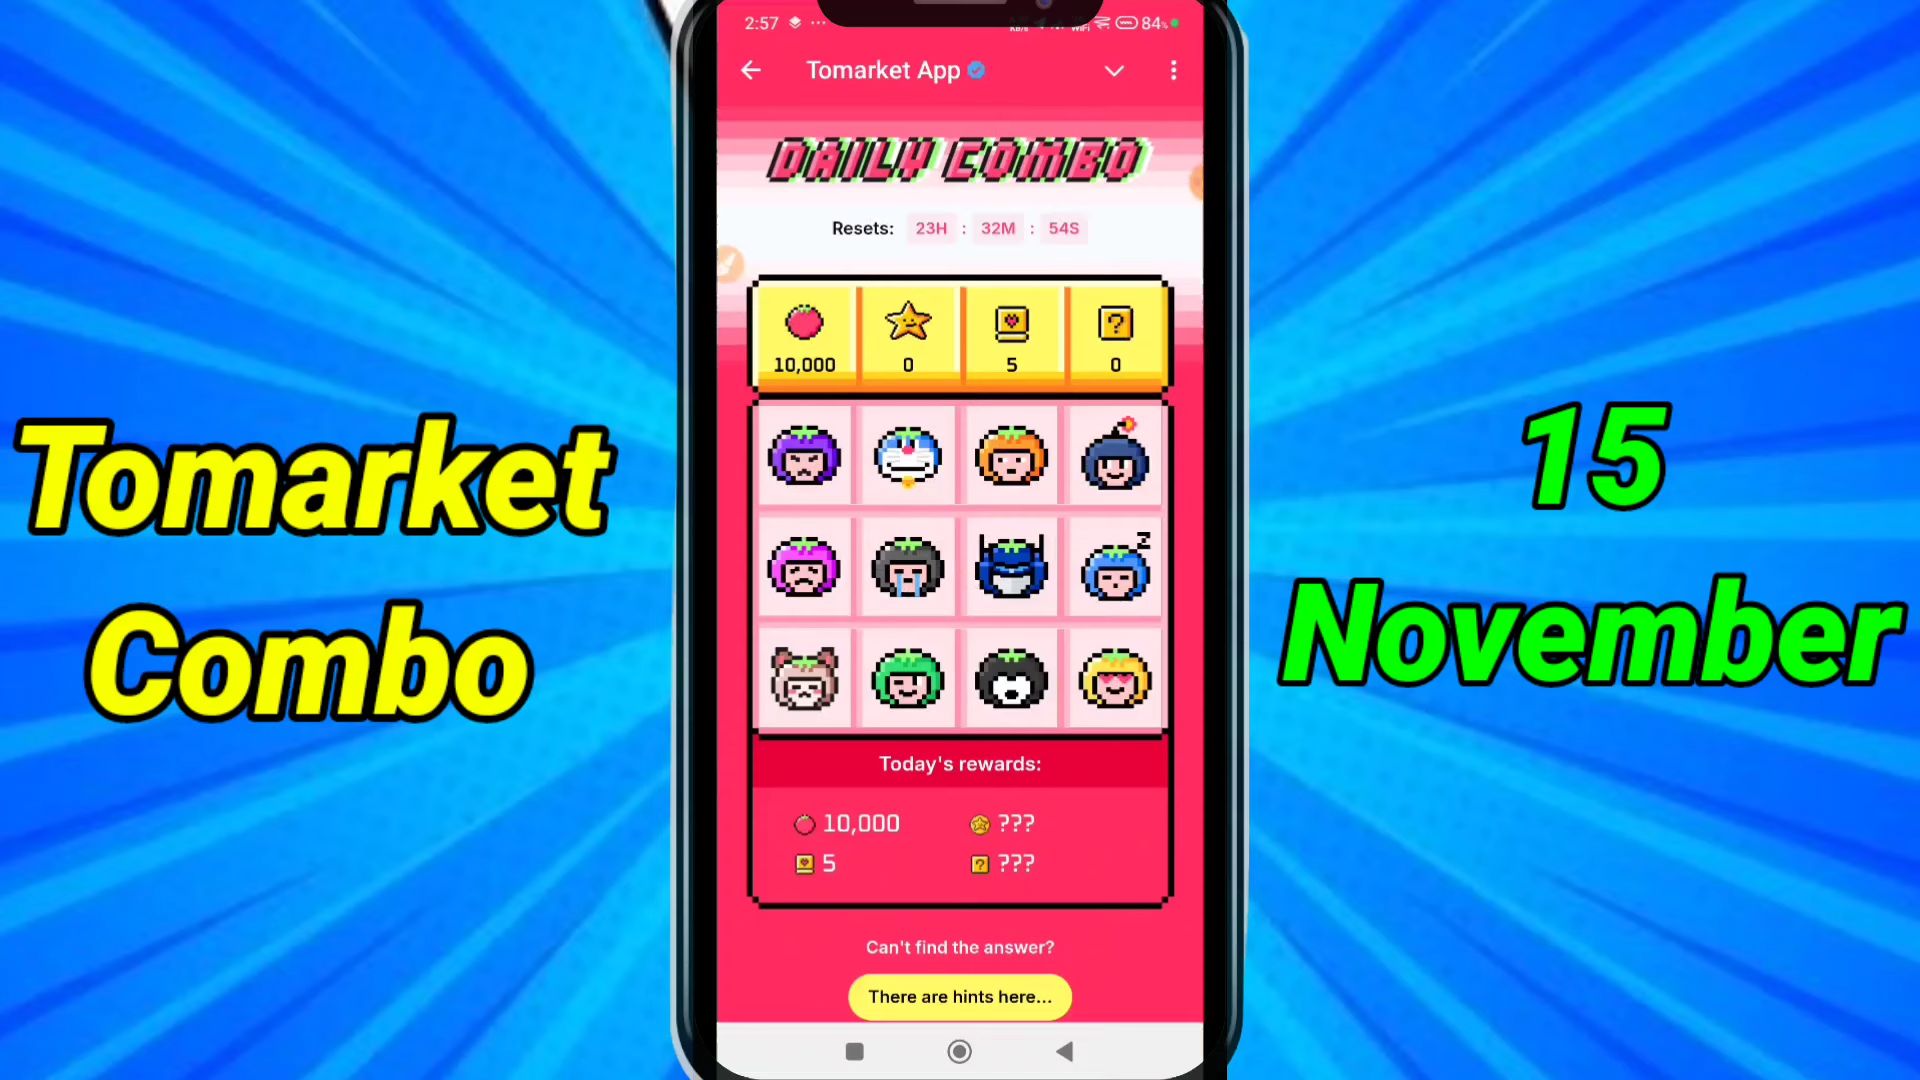 2:57 ... 84%
Tomarket App
DAILY COMBO
Resets: 23H : 32M : 54S
10,000 0 5 0
Tomarket
Combo
15
November
Z
Today's rewards:
10,000 ???
5 ???
Can't find the answer?
There are hints here...